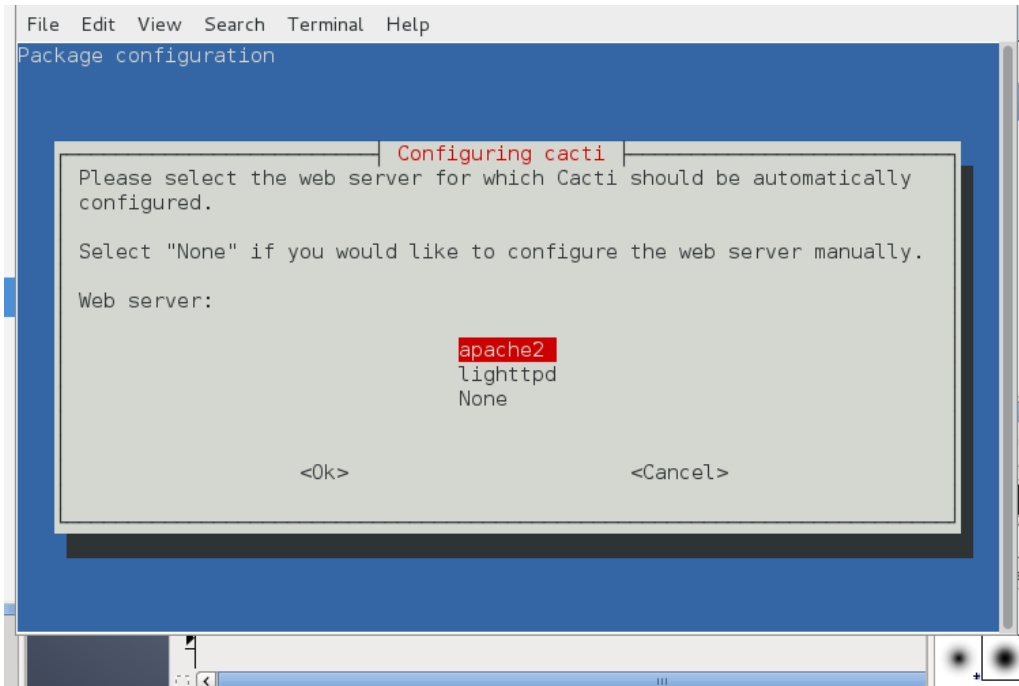 File Edit View Search Terminal Help
Package configuration
Configuring cacti
Please select the web server for which Cacti should be automatically
configured.
Select "None" if you would like to configure the web server manually.
Web server:
apache2
lighttpd
None
<Ok> <Cancel>